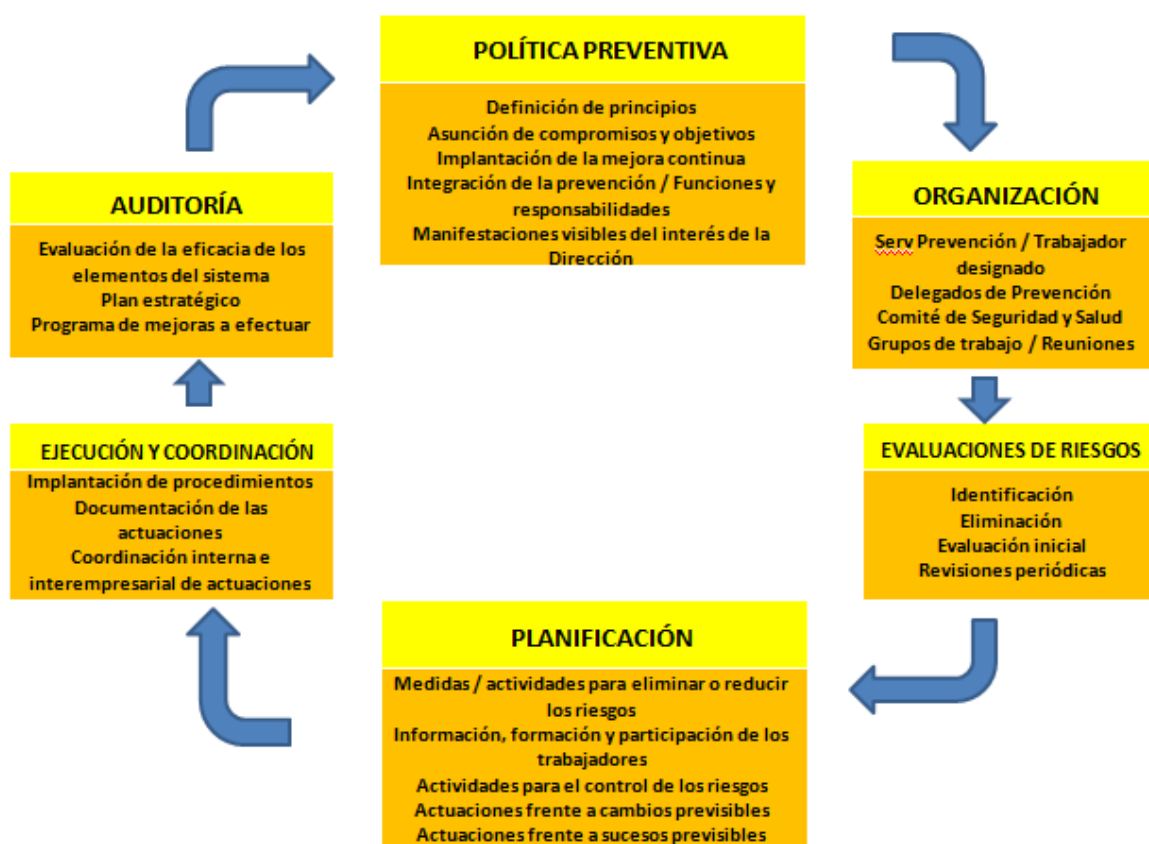 POLÍTICA PREVENTIVA
Definición de principios
Asunción de compromisos y objetivos
Implantación de la mejora continua
Integración de la prevención / Funciones y
responsabilidades
Manifestaciones visibles del interés de la
Dirección
ORGANIZACIÓN
Serv Prevención / Trabajador
designado
Delegados de Prevención
Comité de Seguridad y Salud
Grupos de trabajo / Reuniones
EVALUACIONES DE RIESGOS
Identificación
Eliminación
Evaluación inicial
Revisiones periódicas
PLANIFICACIÓN
Medidas / actividades para eliminar o reducir
los riesgos
Información, formación y participación de los
trabajadores
Actividades para el control de los riesgos
Actuaciones frente a cambios previsibles
Actuaciones frente a sucesos previsibles
EJECUCIÓN Y COORDINACIÓN
Implantación de procedimientos
Documentación de las
actuaciones
Coordinación interna e
interempresarial de actuaciones
AUDITORÍA
Evaluación de la eficacia de los
elementos del sistema
Plan estratégico
Programa de mejoras a efectuar